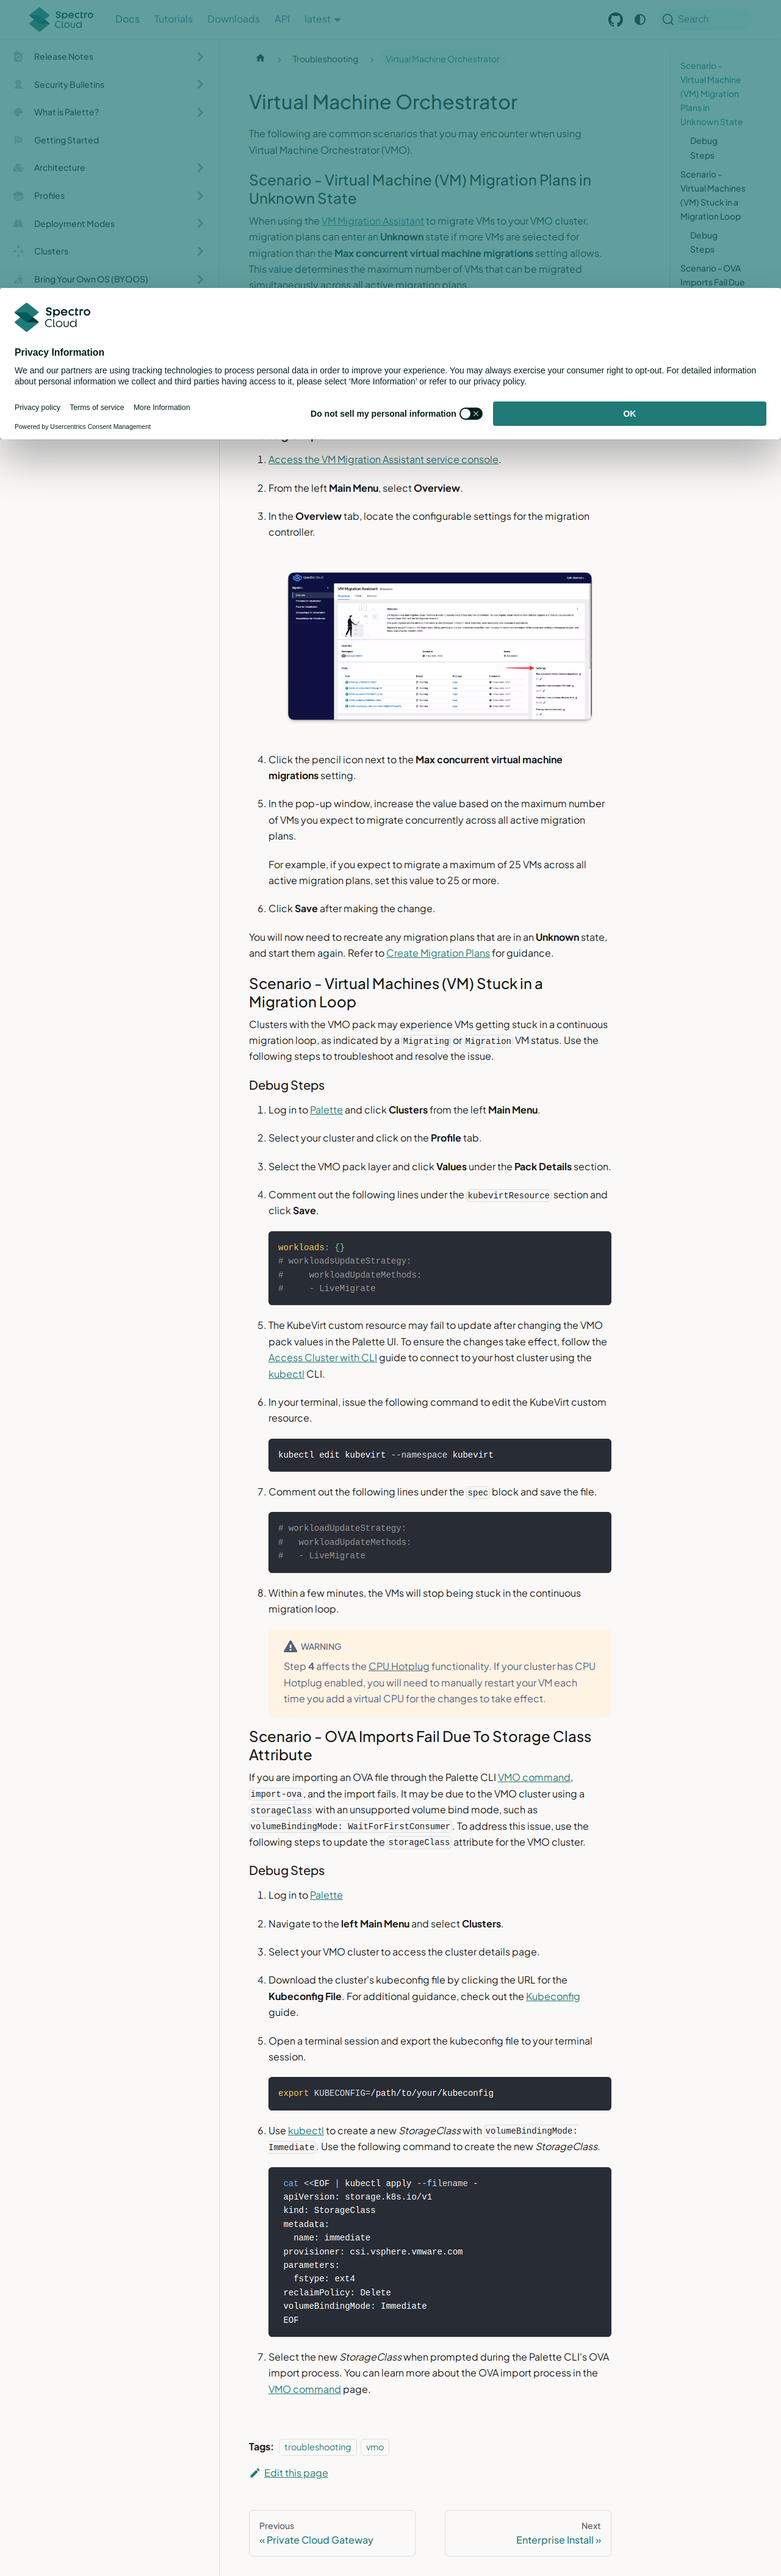 Spectro Cloud
Docs
Tutorials
Downloads
API
latest
Search
Release Notes
Security Bulletins
What is Palette?
Getting Started
Architecture
Profiles
Deployment Modes
Clusters
Bring Your Own OS (BYOOS)
Troubleshooting
Virtual Machine Orchestrator
Virtual Machine Orchestrator
The following are common scenarios that you may encounter when using
Virtual Machine Orchestrator (VMO).
Scenario - Virtual Machine (VM) Migration Plans in
Unknown State
When using the VM Migration Assistant to migrate VMs to your VMO cluster,
migration plans can enter an Unknown state if more VMs are selected for
migration than the Max concurrent virtual machine migrations setting allows.
This value determines the maximum number of VMs that can be migrated
simultaneously across all active migration plans.
Scenario -
Virtual Machine
(VM) Migration
Plans in
Unknown State
Debug
Steps
Scenario -
Virtual Machines
(VM) Stuck in a
Migration Loop
Debug
Steps
Scenario - OVA
Imports Fail Due
Spectro Cloud
Privacy Information
We and our partners are using tracking technologies to process personal data in order to improve your experience. You may always exercise your consumer right to opt-out. For detailed information
about personal information we collect and third parties having access to it, please select 'More Information' or refer to our privacy policy.
Privacy policy
Terms of service
More Information
Powered by Usercentrics Consent Management
Do not sell my personal information
OK
1. Access the VM Migration Assistant service console.
2. From the left Main Menu, select Overview.
3. In the Overview tab, locate the configurable settings for the migration
controller.
VM Migration Assistant
4. Click the pencil icon next to the Max concurrent virtual machine
migrations setting.
5. In the pop-up window, increase the value based on the maximum number
of VMs you expect to migrate concurrently across all active migration
plans.
For example, if you expect to migrate a maximum of 25 VMs across all
active migration plans, set this value to 25 or more.
6. Click Save after making the change.
You will now need to recreate any migration plans that are in an Unknown state,
and start them again. Refer to Create Migration Plans for guidance.
Scenario - Virtual Machines (VM) Stuck in a
Migration Loop
Clusters with the VMO pack may experience VMs getting stuck in a continuous
migration loop, as indicated by a Migrating or Migration VM status. Use the
following steps to troubleshoot and resolve the issue.
Debug Steps
1. Log in to Palette and click Clusters from the left Main Menu.
2. Select your cluster and click on the Profile tab.
3. Select the VMO pack layer and click Values under the Pack Details section.
4. Comment out the following lines under the kubevirtResource section and
click Save.
workloads: {}
# workloadsUpdateStrategy:
#     workloadUpdateMethods:
#     - LiveMigrate
5. The KubeVirt custom resource may fail to update after changing the VMO
pack values in the Palette UI. To ensure the changes take effect, follow the
Access Cluster with CLI guide to connect to your host cluster using the
kubectl CLI.
6. In your terminal, issue the following command to edit the KubeVirt custom
resource.
kubectl edit kubevirt --namespace kubevirt
7. Comment out the following lines under the spec block and save the file.
# workloadUpdateStrategy:
#   workloadUpdateMethods:
#   - LiveMigrate
8. Within a few minutes, the VMs will stop being stuck in the continuous
migration loop.
WARNING
Step 4 affects the CPU Hotplug functionality. If your cluster has CPU
Hotplug enabled, you will need to manually restart your VM each
time you add a virtual CPU for the changes to take effect.
Scenario - OVA Imports Fail Due To Storage Class
Attribute
If you are importing an OVA file through the Palette CLI VMO command,
import-ova, and the import fails. It may be due to the VMO cluster using a
storageClass with an unsupported volume bind mode, such as
volumeBindingMode: WaitForFirstConsumer. To address this issue, use the
following steps to update the storageClass attribute for the VMO cluster.
Debug Steps
1. Log in to Palette
2. Navigate to the left Main Menu and select Clusters.
3. Select your VMO cluster to access the cluster details page.
4. Download the cluster's kubeconfig file by clicking the URL for the
Kubeconfig File. For additional guidance, check out the Kubeconfig
guide.
5. Open a terminal session and export the kubeconfig file to your terminal
session.
export KUBECONFIG=/path/to/your/kubeconfig
6. Use kubectl to create a new StorageClass with volumeBindingMode:
Immediate. Use the following command to create the new StorageClass.
cat <<EOF | kubectl apply --filename -
apiVersion: storage.k8s.io/v1
kind: StorageClass
metadata:
  name: immediate
provisioner: csi.vsphere.vmware.com
parameters:
  fstype: ext4
reclaimPolicy: Delete
volumeBindingMode: Immediate
EOF
7. Select the new StorageClass when prompted during the Palette CLI's OVA
import process. You can learn more about the OVA import process in the
VMO command page.
Tags: troubleshooting vmo
Edit this page
Previous
« Private Cloud Gateway
Next
Enterprise Install »